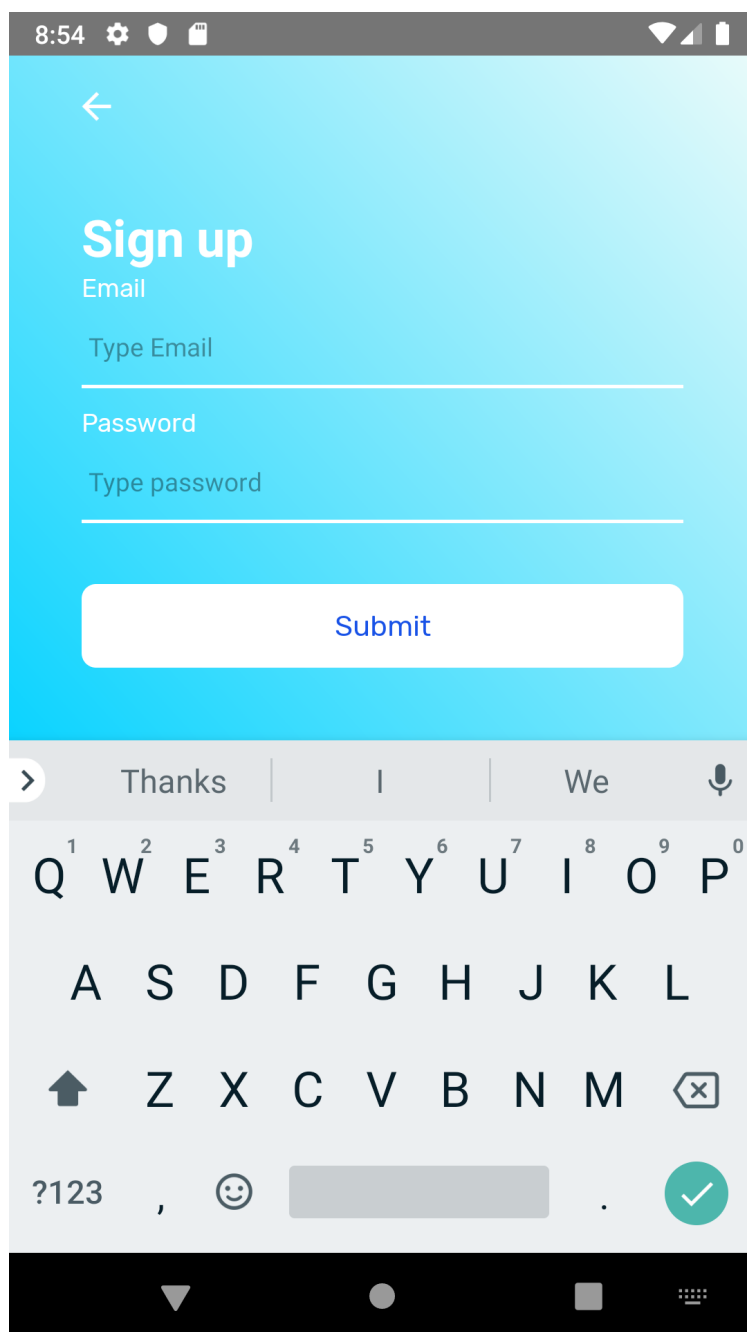 8:54
Sign up
Email
Type Email
Password
Type password
Submit
Thanks I We
1 2 3 4 5 6 7 8 9 0
Q W E R T Y U I O P
A S D F G H J K L
Z X C V B N M
?123 , .